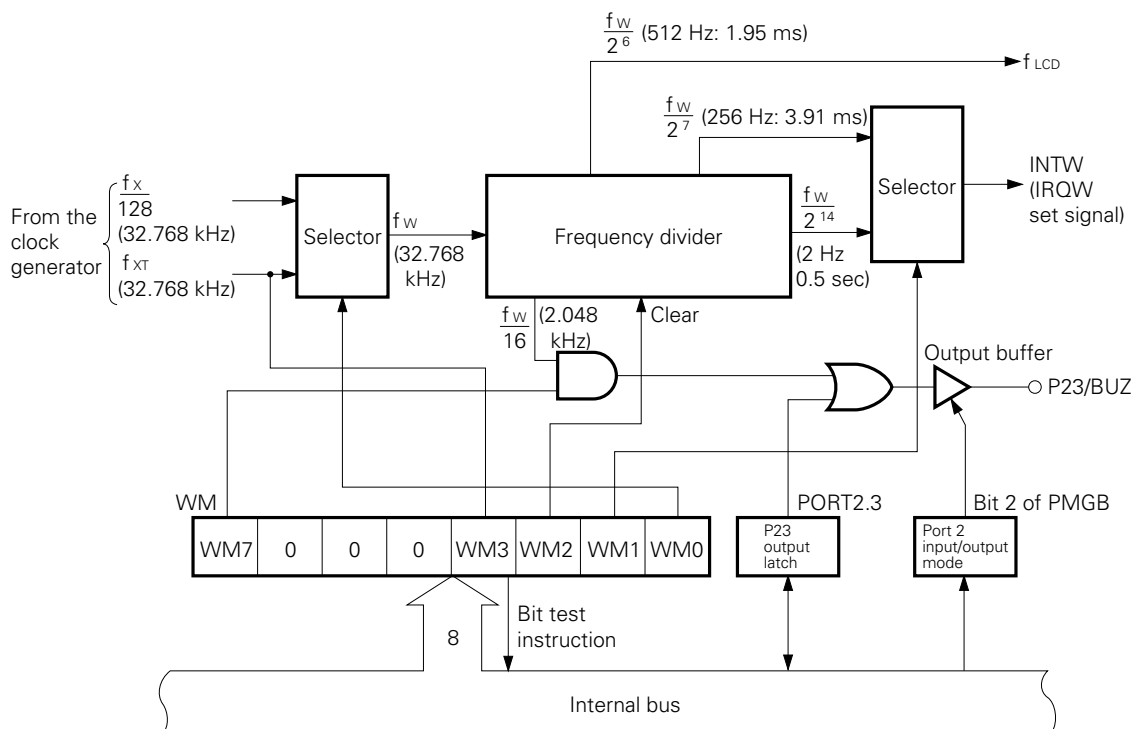 fW/2^6 (512 Hz: 1.95 ms)
fLCD
fW/2^7 (256 Hz: 3.91 ms)
From the
clock
generator
fX/128
(32.768 kHz)
fXT
(32.768 kHz)
Selector
fW
(32.768
kHz)
Frequency divider
fW/2^14
(2 Hz
0.5 sec)
Selector
INTW
(IRQW
set signal)
fW/16
(2.048
kHz)
Clear
Output buffer
P23/BUZ
WM
WM7 0 0 0 WM3 WM2 WM1 WM0
PORT2.3
P23
output
latch
Bit 2 of PMGB
Port 2
input/output
mode
8
Bit test
instruction
Internal bus